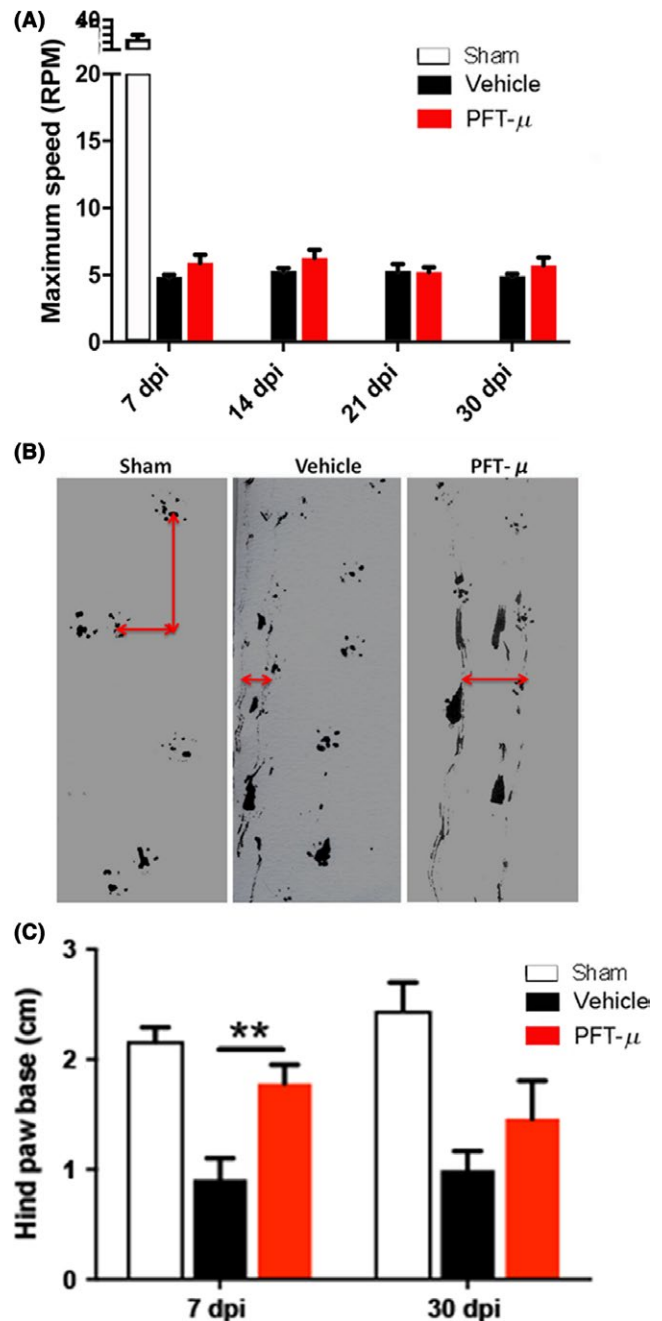 (A)
Maximum speed (RPM)
40
20
15
10
5
0
Sham
Vehicle
PFT-μ
7 dpi
14 dpi
21 dpi
30 dpi
(B)
Sham
Vehicle
PFT- μ
(C)
Hind paw base (cm)
3
2
1
0
**
Sham
Vehicle
PFT-μ
7 dpi
30 dpi